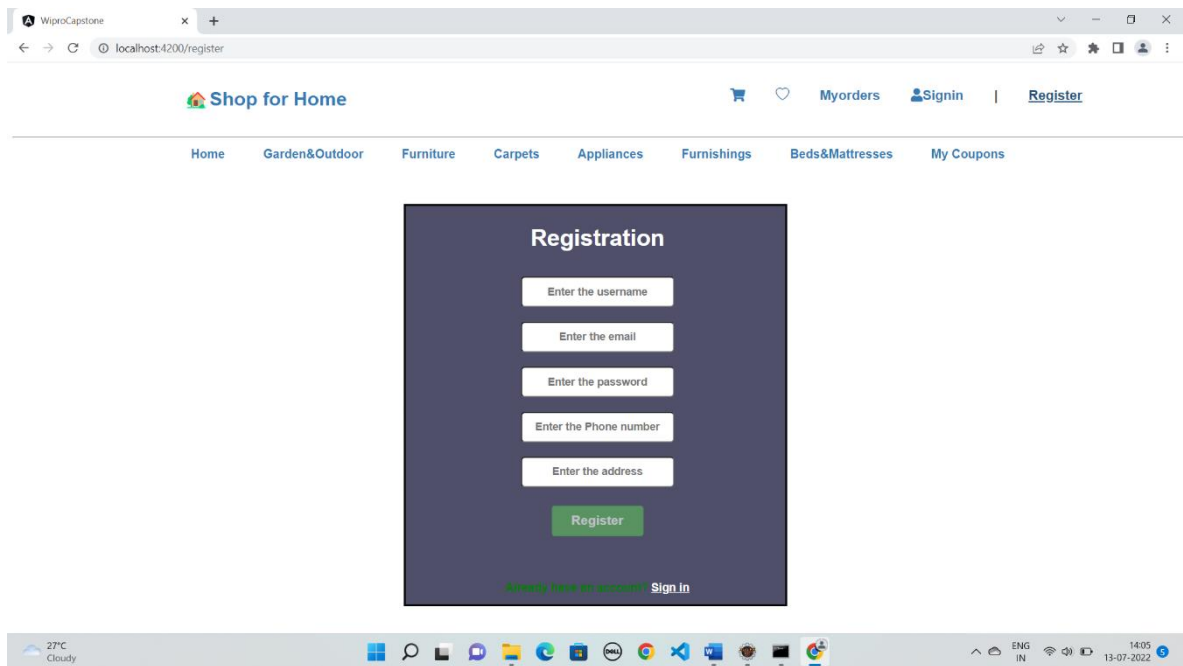 WiproCapstone
localhost:4200/register
Shop for Home
Myorders Signin | Register
Home Garden&Outdoor Furniture Carpets Appliances Furnishings Beds&Mattresses My Coupons
Registration
Enter the username
Enter the email
Enter the password
Enter the Phone number
Enter the address
Register
Already have an account? Sign in
27°C
Cloudy
DELL
ENG
IN
14:05
13-07-2022
5